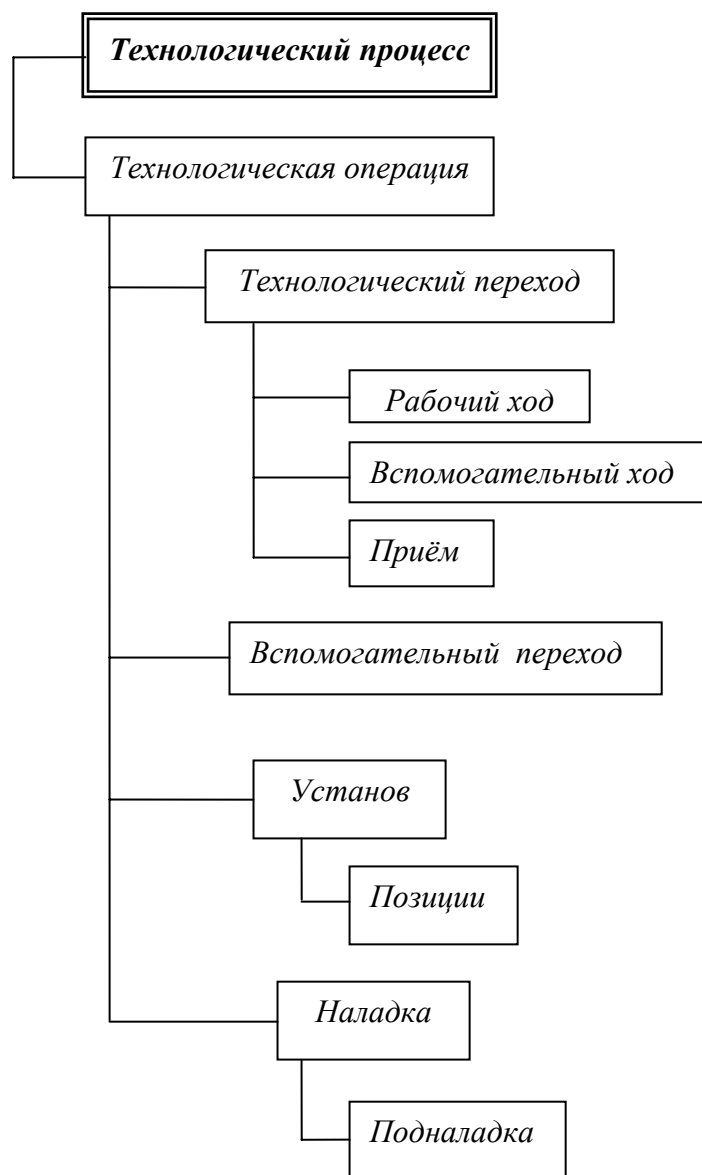 Технологический процесс
Технологическая операция
Технологический переход
Рабочий ход
Вспомогательный ход
Приём
Вспомогательный переход
Установ
Позиции
Наладка
Подналадка